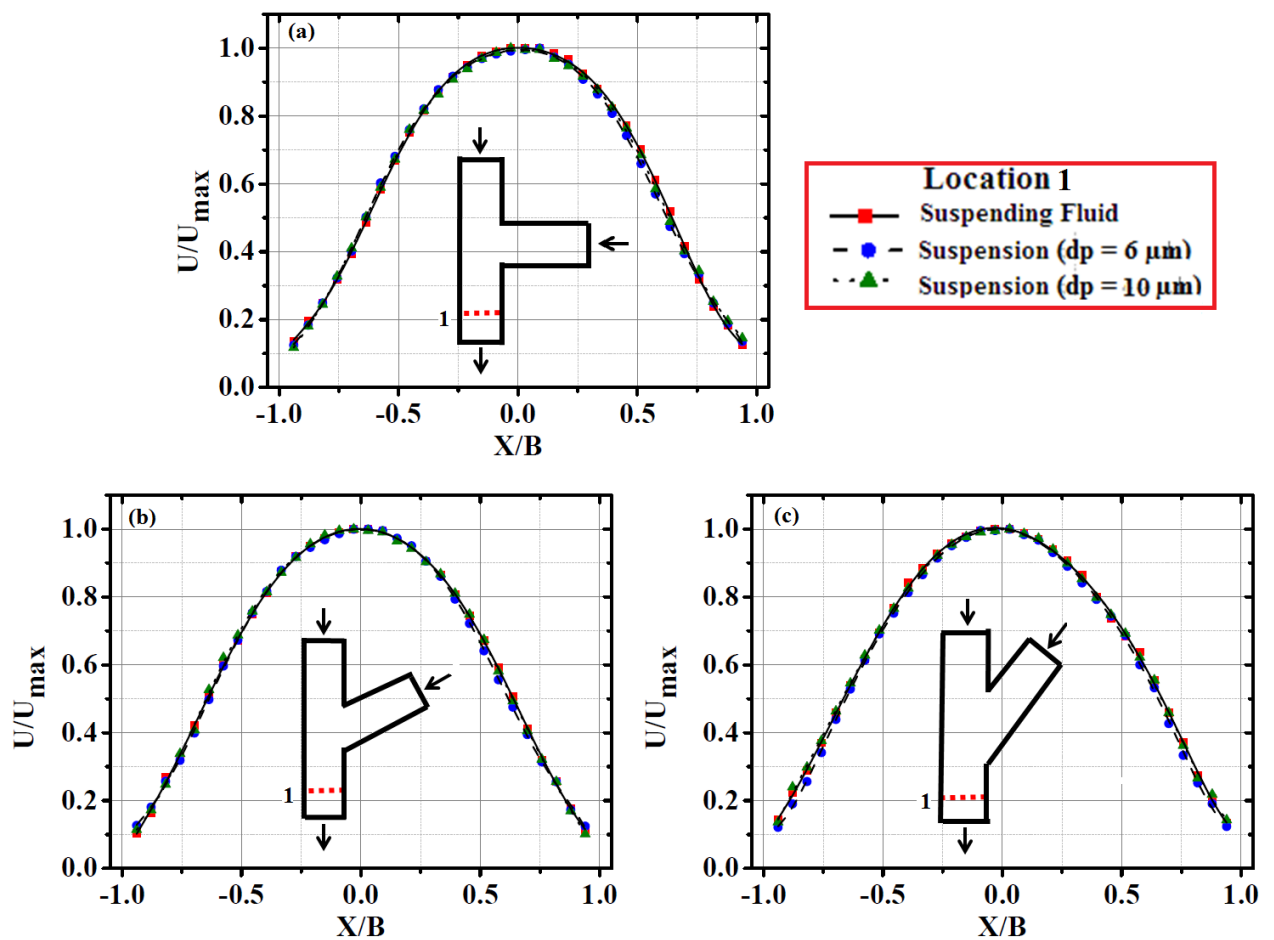 (a)
1.0
0.8
0.6
0.4
0.2
0.0
U/Umax
1
-1.0 -0.5 0.0 0.5 1.0
X/B
Location 1
Suspending Fluid
Suspension (dp = 6 µm)
Suspension (dp = 10 µm)
(b)
1.0
0.8
0.6
0.4
0.2
0.0
U/Umax
1
-1.0 -0.5 0.0 0.5 1.0
X/B
(c)
1.0
0.8
0.6
0.4
0.2
0.0
U/Umax
1
-1.0 -0.5 0.0 0.5 1.0
X/B